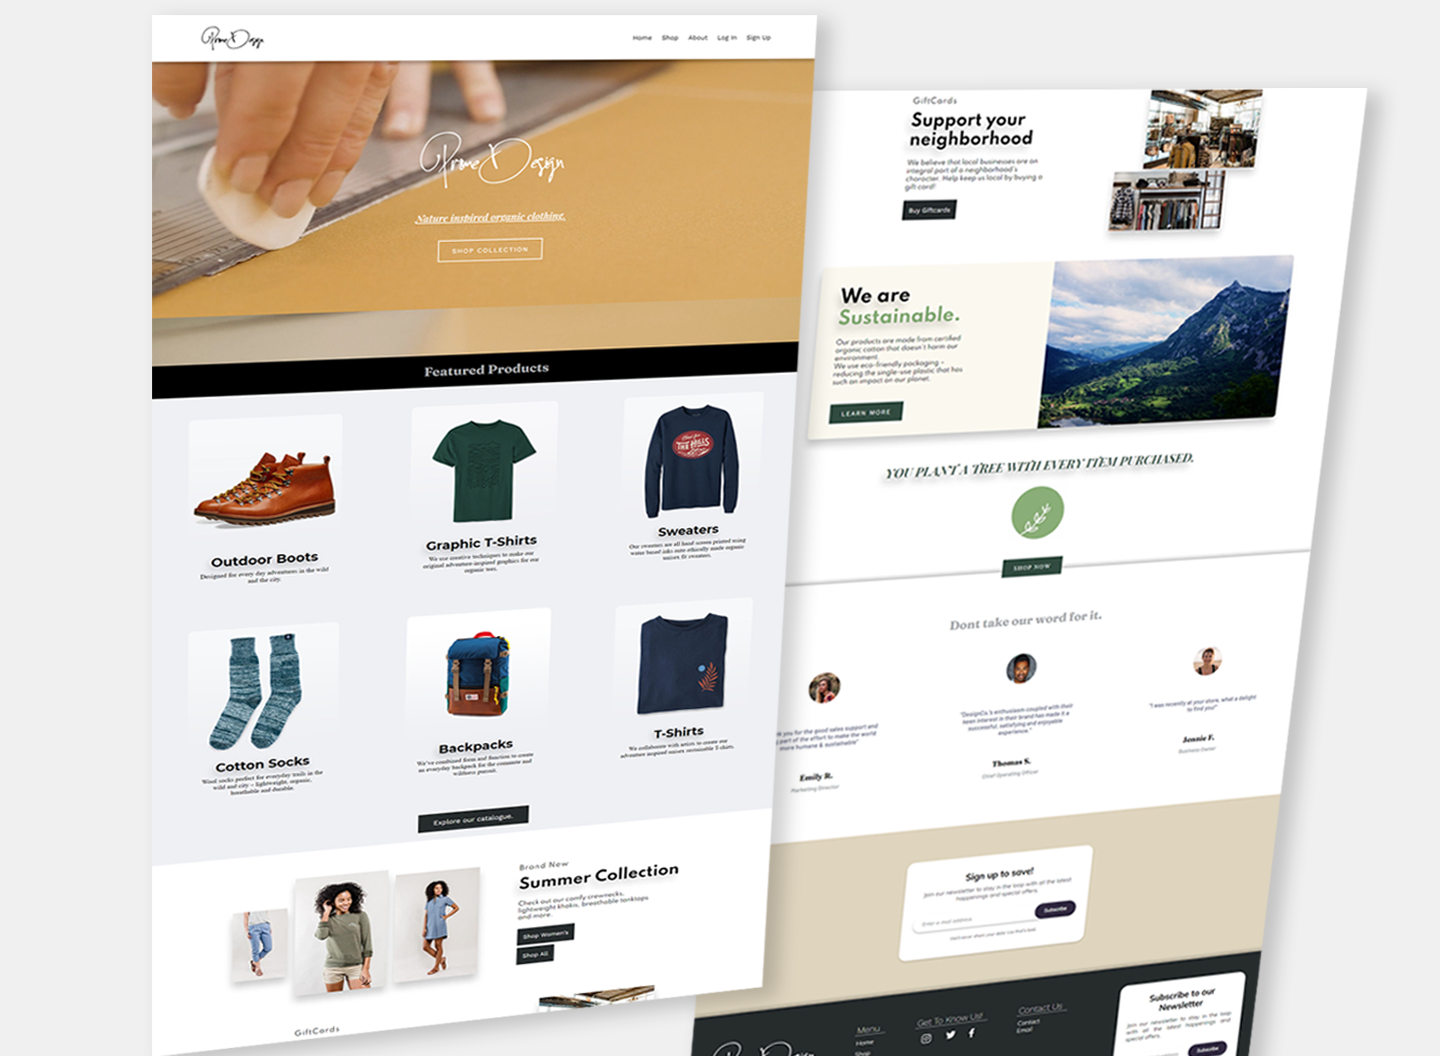 Prime Design
Home Shop About Log In Sign Up
Prime Design
Nature inspired organic clothing.
SHOP COLLECTION
Featured Products
Outdoor Boots
Designed for every day adventures in the wild
and the city.
Graphic T-Shirts
We use creative techniques to make our
original adventure-inspired graphics for our
organic tees.
Sweaters
Our sweaters are all hand screen printed using
water based inks onto ethically made organic
unisex fit sweaters.
THE HILLS
Cotton Socks
Wool socks perfect for everyday trails in the
wild and city – lightweight, organic,
breathable and durable.
Backpacks
We've combined form and function to create
an everyday backpack for the commute and
wildness pursuit.
T-Shirts
We collaborate with artists to create our
adventure inspired unisex sustainable T-shirt.
Explore our catalogue.
Brand New
Summer Collection
Check out our comfy crewnecks,
lightweight khakis, breathable tanktops
and more.
Shop Women's
Shop All
GiftCards
GiftCards
Support your
neighborhood
We believe that local businesses are an
integral part of a neighborhood's
character. Help keep us local by buying a
gift card!
Buy Giftcards
We are
Sustainable.
Our products are made from certified
organic cotton that doesn't harm our
environment.
We use eco-friendly packaging –
reducing the single-use plastic that has
such an impact on our planet.
LEARN MORE
YOU PLANT A TREE WITH EVERY ITEM PURCHASED.
SHOP NOW
Dont take our word for it.
you for the good sales support and
part of the effort to make the world
more humane & sustainable"
Emily R.
Marketing Director
"DesignCo.'s enthusiasm coupled with their
keen interest in their brand has made it a
successful, satisfying and enjoyable
experience."
Thomas S.
Chief Operating Officer
"I was recently at your store, what a delight
to find you!"
Jennie F.
Business Owner
Sign up to save!
Join our newsletter to stay in the loop with all the latest
happenings and special offers.
Enter e-mail address
Subscribe
We'll never share your data
Menu
Home
Shop
Get To Know Us!
Contact Us
Contact
Email
Subscribe to our
Newsletter
Join our newsletter to stay in the loop
with all the latest happenings and
special offers.
Subscribe
Prime Design